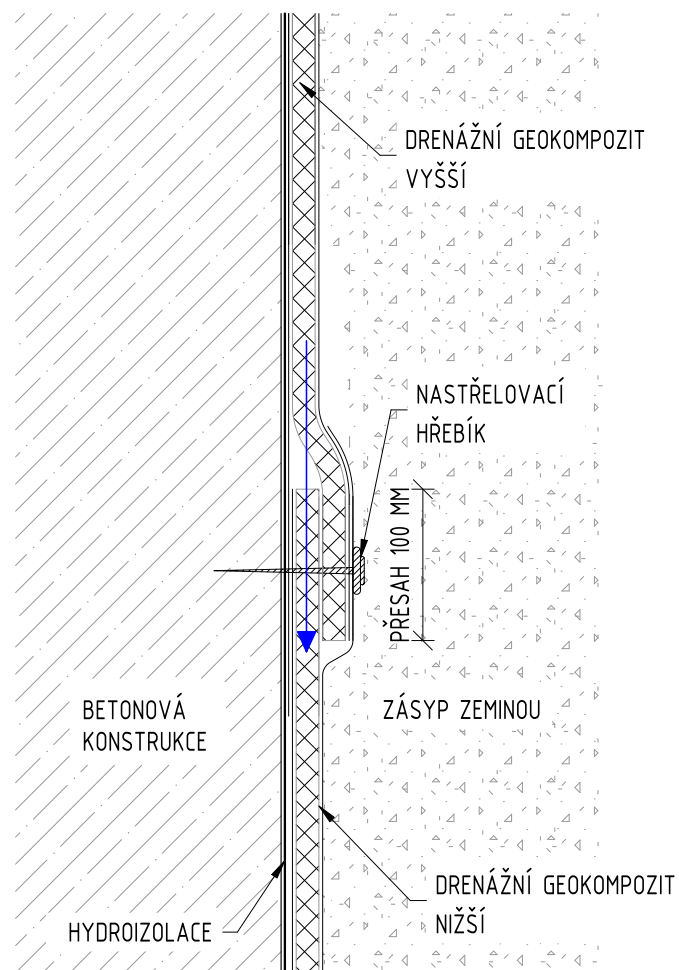 DRENÁŽNÍ GEOKOMPOZIT
VYŠŠÍ
NASTŘELOVACÍ
HŘEBÍK
PŘESAH 100 MM
BETONOVÁ
KONSTRUKCE
ZÁSYP ZEMINOU
DRENÁŽNÍ GEOKOMPOZIT
NIŽŠÍ
HYDROIZOLACE